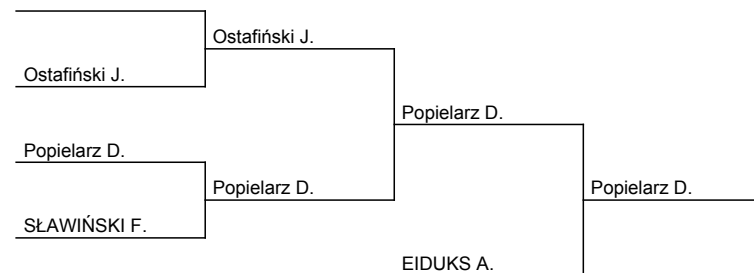 Ostafiński J.
Ostafiński J.
Popielarz D.
Popielarz D.
Popielarz D.
Popielarz D.
SŁAWIŃSKI F.
EIDUKS A.